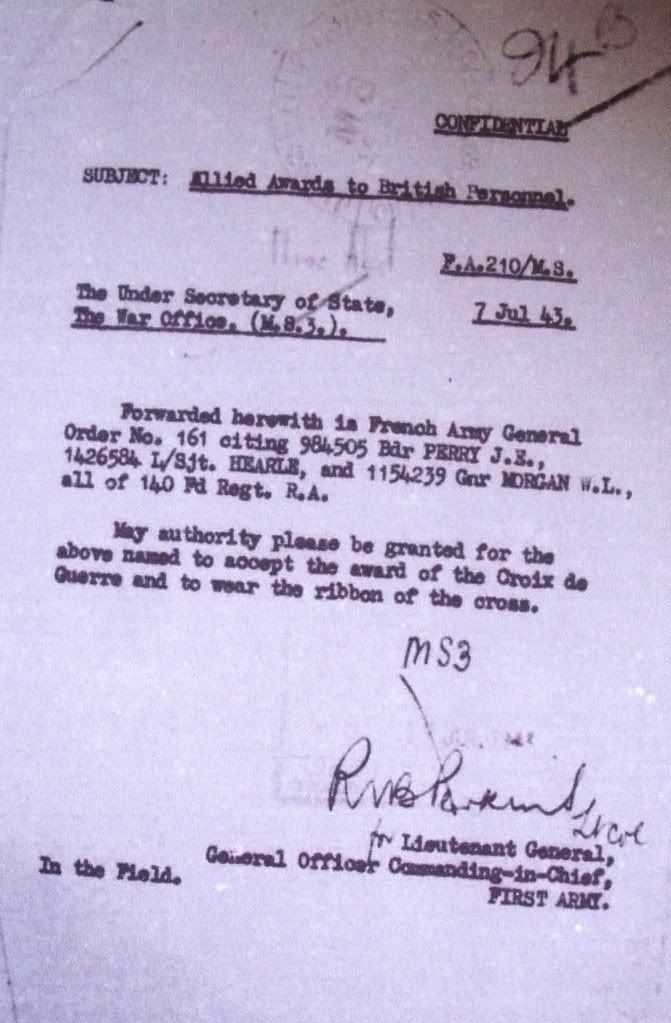 94
CONFIDENTIAL
SUBJECT: Allied Awards to British Personnel.
F.A.210/M.S.
The Under Secretary of State,
The War Office. (M.S.3.).
7 Jul 43.
Forwarded herewith is French Army General
Order No. 161 citing 984505 Bdr PERRY J.E.,
1426584 L/Sjt. HEARLE, and 1154239 Gnr MORGAN W.L.,
all of 140 Fd Regt. R.A.
May authority please be granted for the
above named to accept the award of the Croix de
Guerre and to wear the ribbon of the cross.
MS3
Lt Col
for Lieutenant General,
General Officer Commanding-in-Chief,
FIRST ARMY.
In the Field.